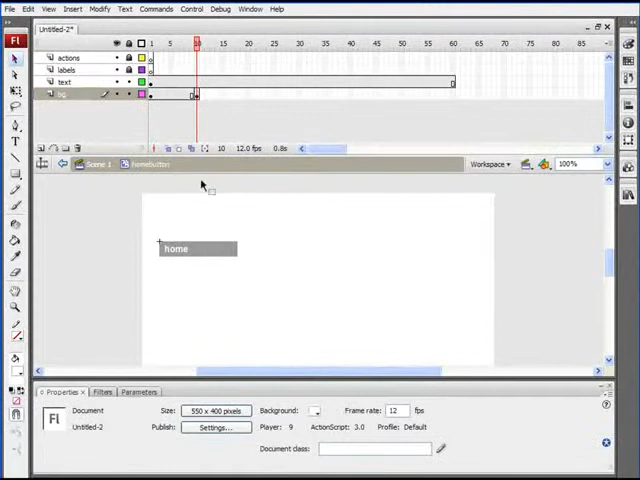 File Edit View Insert Modify Text Commands Control Debug Window Help
Untitled-2*
Fl
1 5 10 15 20 25 30 35 40 45 50 55 60 65 70 75 80 85
actions
labels
text
bg
10 12.0 fps 0.8s
Scene 1 homebutton Workspace 100%
home
Properties × Filters Parameters
Fl
Document Size: 550 x 400 pixels Background: Frame rate: 12 fps
Untitled-2 Publish: Settings... Player: 9 ActionScript: 3.0 Profile: Default
Document class: